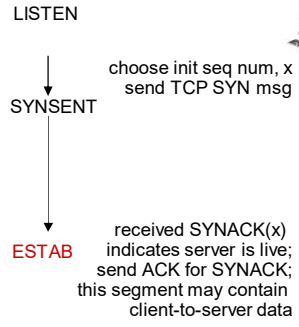 LISTEN
choose init seq num, x
send TCP SYN msg
SYNSENT
received SYNACK(x)
ESTAB
indicates server is live;
send ACK for SYNACK;
this segment may contain
client-to-server data